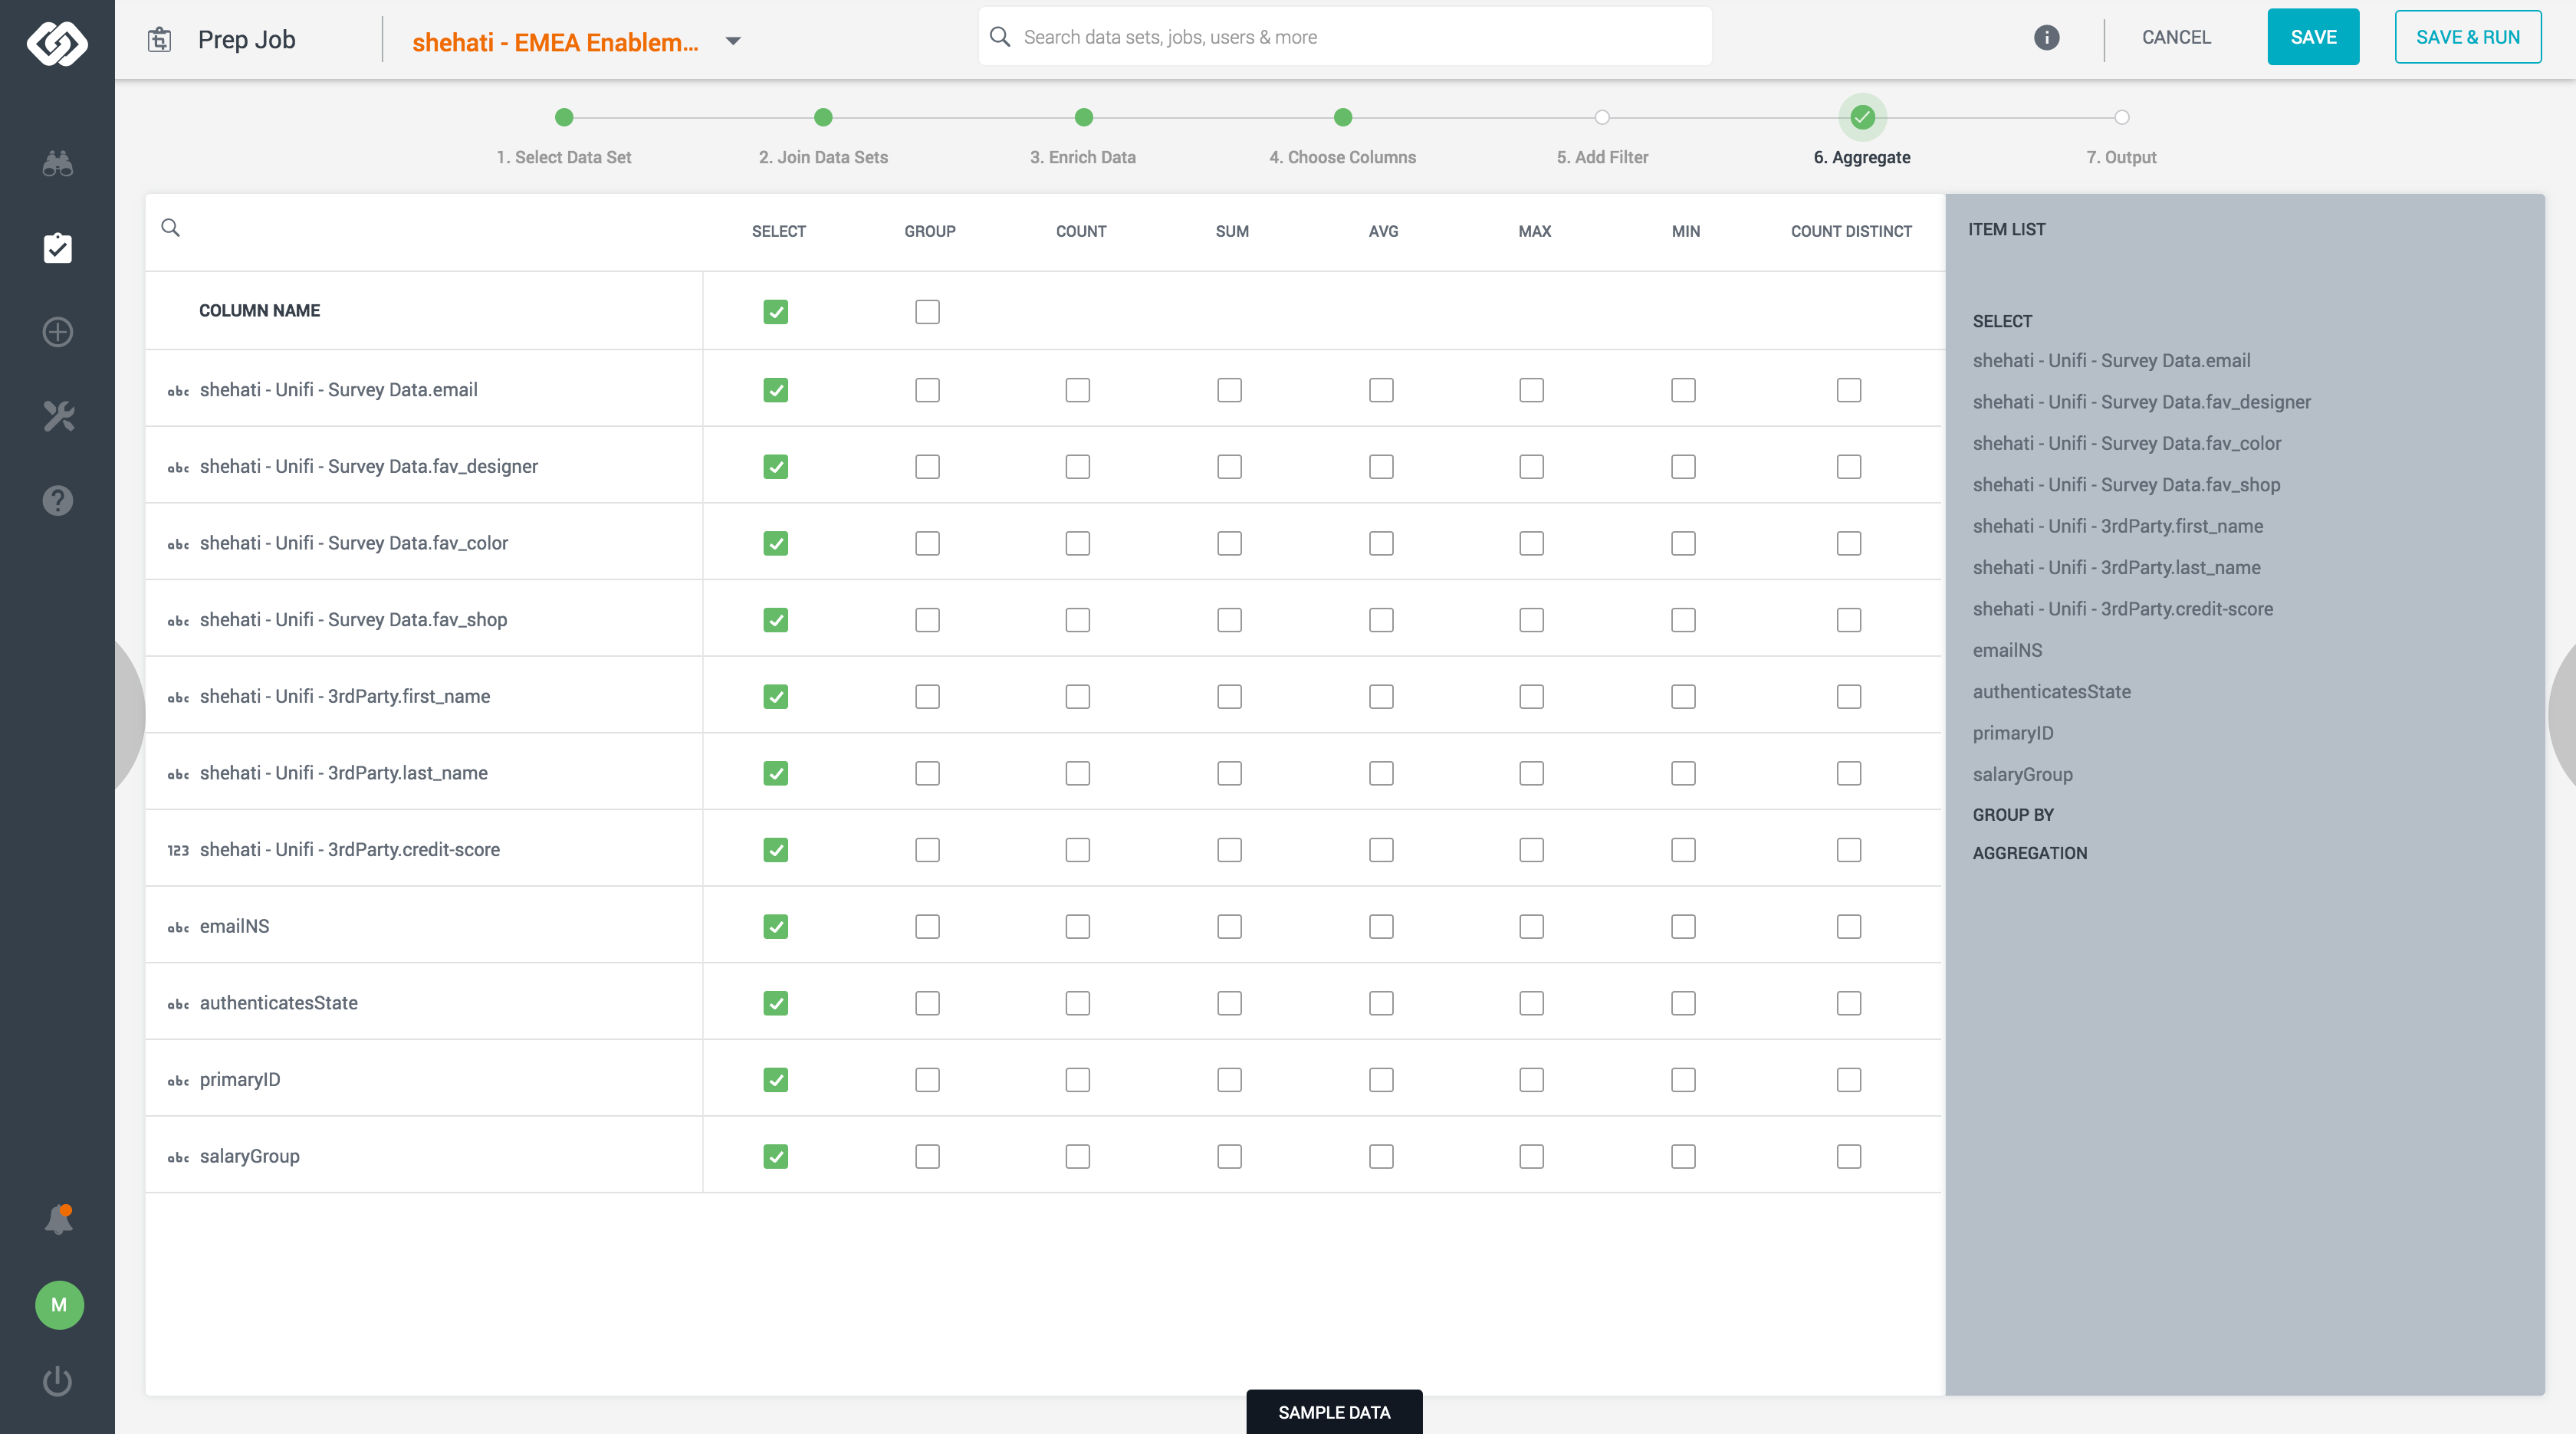 Prep Job
shehati - EMEA Enablem...
Search data sets, jobs, users & more
i
CANCEL
SAVE
SAVE & RUN
1. Select Data Set
2. Join Data Sets
3. Enrich Data
4. Choose Columns
5. Add Filter
6. Aggregate
7. Output
SELECT GROUP COUNT SUM AVG MAX MIN COUNT DISTINCT
COLUMN NAME
abc shehati - Unifi - Survey Data.email
abc shehati - Unifi - Survey Data.fav_designer
abc shehati - Unifi - Survey Data.fav_color
abc shehati - Unifi - Survey Data.fav_shop
abc shehati - Unifi - 3rdParty.first_name
abc shehati - Unifi - 3rdParty.last_name
123 shehati - Unifi - 3rdParty.credit-score
abc emailNS
abc authenticatesState
abc primaryID
abc salaryGroup
ITEM LIST
SELECT
shehati - Unifi - Survey Data.email
shehati - Unifi - Survey Data.fav_designer
shehati - Unifi - Survey Data.fav_color
shehati - Unifi - Survey Data.fav_shop
shehati - Unifi - 3rdParty.first_name
shehati - Unifi - 3rdParty.last_name
shehati - Unifi - 3rdParty.credit-score
emailNS
authenticatesState
primaryID
salaryGroup
GROUP BY
AGGREGATION
?
M
SAMPLE DATA